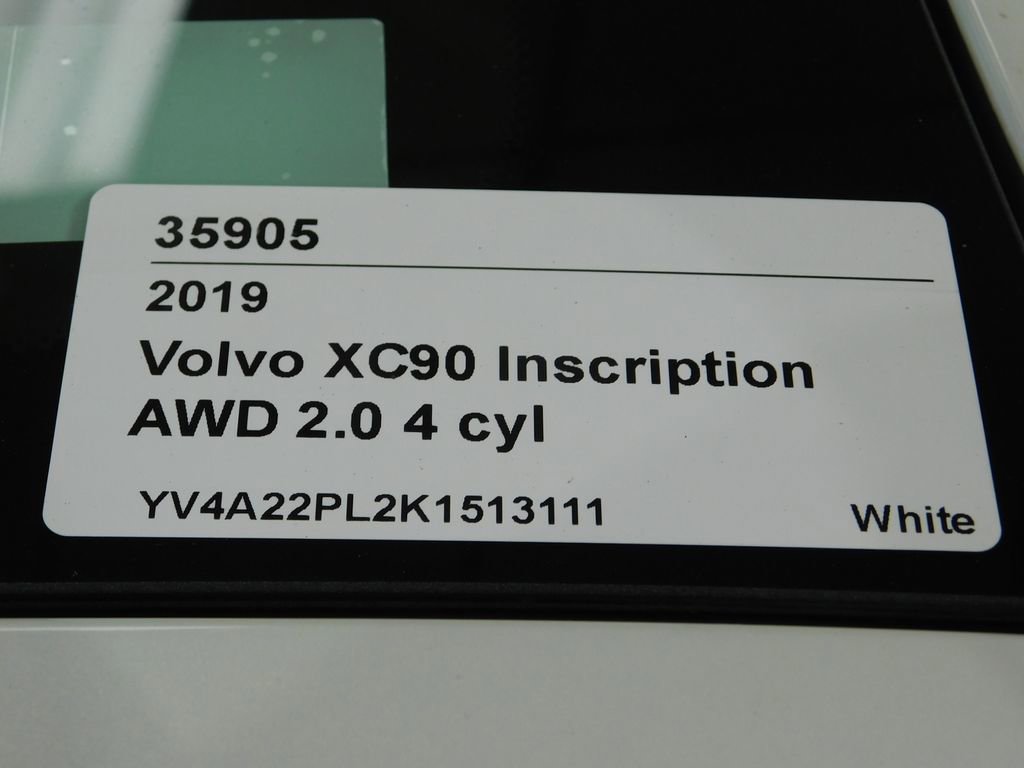 35905
2019
Volvo XC90 Inscription
AWD 2.0 4 cyl
YV4A22PL2K1513111 White